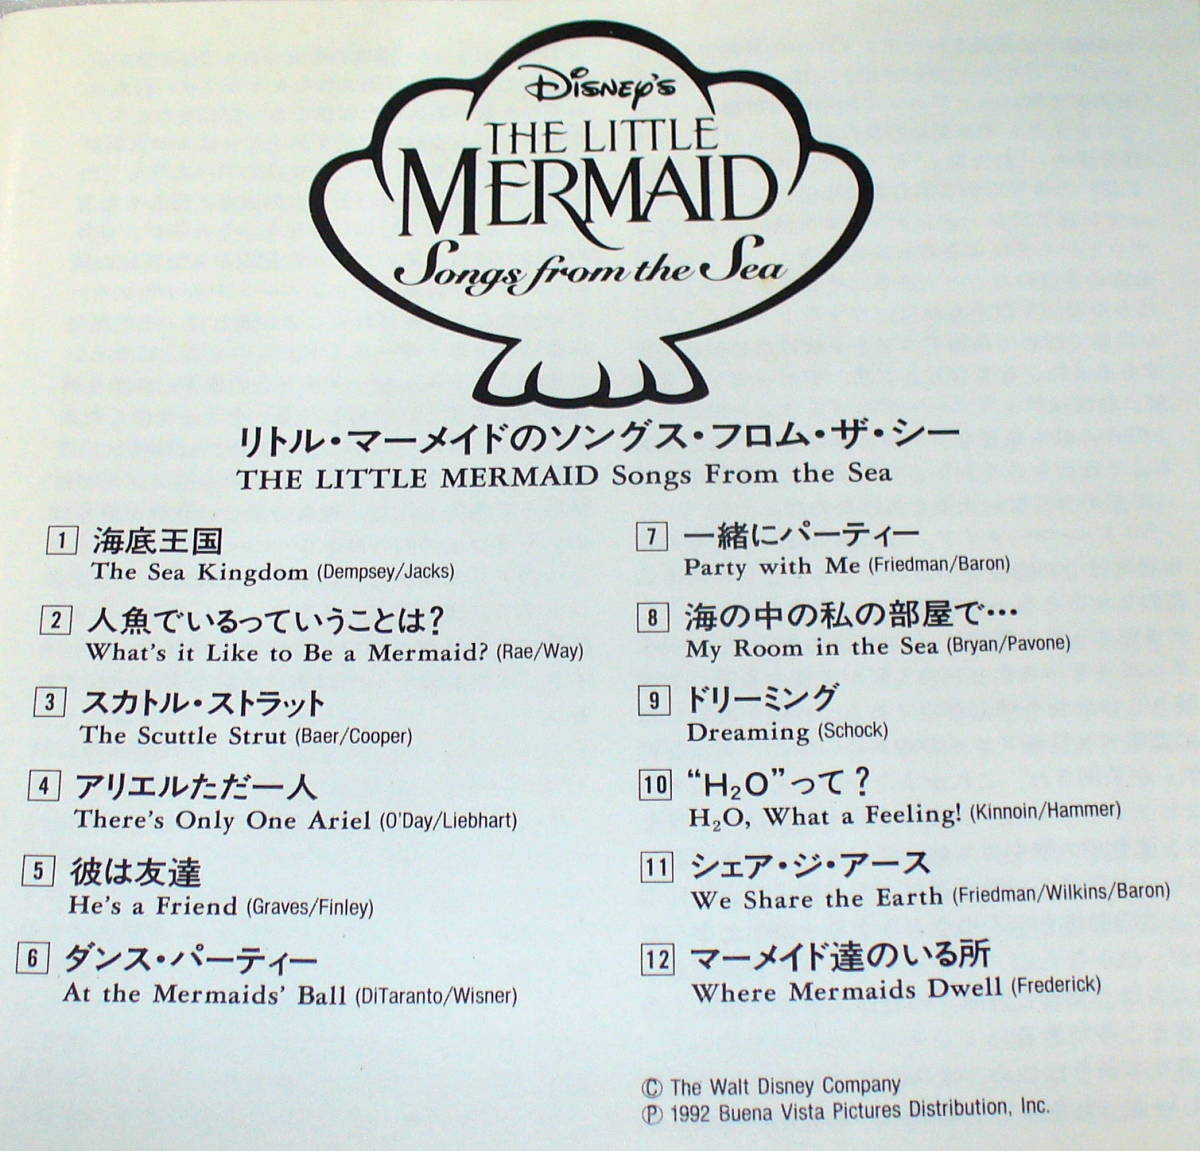 Disney's
THE LITTLE
MERMAID
Songs from the Sea
リトル・マーメイドのソングス・フロム・ザ・シー
THE LITTLE MERMAID Songs From the Sea
1 海底王国
The Sea Kingdom (Dempsey/Jacks)
2 人魚でいるっていうことは?
What's it Like to Be a Mermaid? (Rae/Way)
3 スカトル・ストラット
The Scuttle Strut (Baer/Cooper)
4 アリエルただ一人
There's Only One Ariel (O'Day/Liebhart)
5 彼は友達
He's a Friend (Graves/Finley)
6 ダンス・パーティー
At the Mermaids' Ball (DiTaranto/Wisner)
7 一緒にパーティー
Party with Me (Friedman/Baron)
8 海の中の私の部屋で…
My Room in the Sea (Bryan/Pavone)
9 ドリーミング
Dreaming (Schock)
10 “H₂O”って?
H₂O, What a Feeling! (Kinnoin/Hammer)
11 シェア・ジ・アース
We Share the Earth (Friedman/Wilkins/Baron)
12 マーメイド達のいる所
Where Mermaids Dwell (Frederick)
Ⓒ The Walt Disney Company
Ⓟ 1992 Buena Vista Pictures Distribution, Inc.